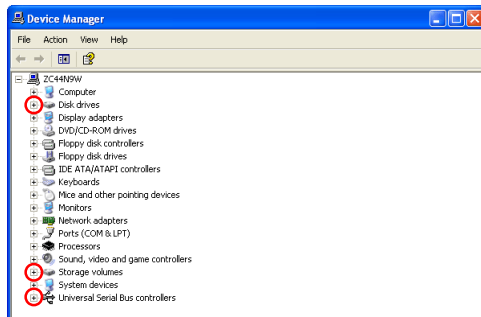 Device Manager
File Action View Help
ZC44N9W
Computer
Disk drives
Display adapters
DVD/CD-ROM drives
Floppy disk controllers
Floppy disk drives
IDE ATA/ATAPI controllers
Keyboards
Mice and other pointing devices
Monitors
Network adapters
Ports (COM & LPT)
Processors
Sound, video and game controllers
Storage volumes
System devices
Universal Serial Bus controllers